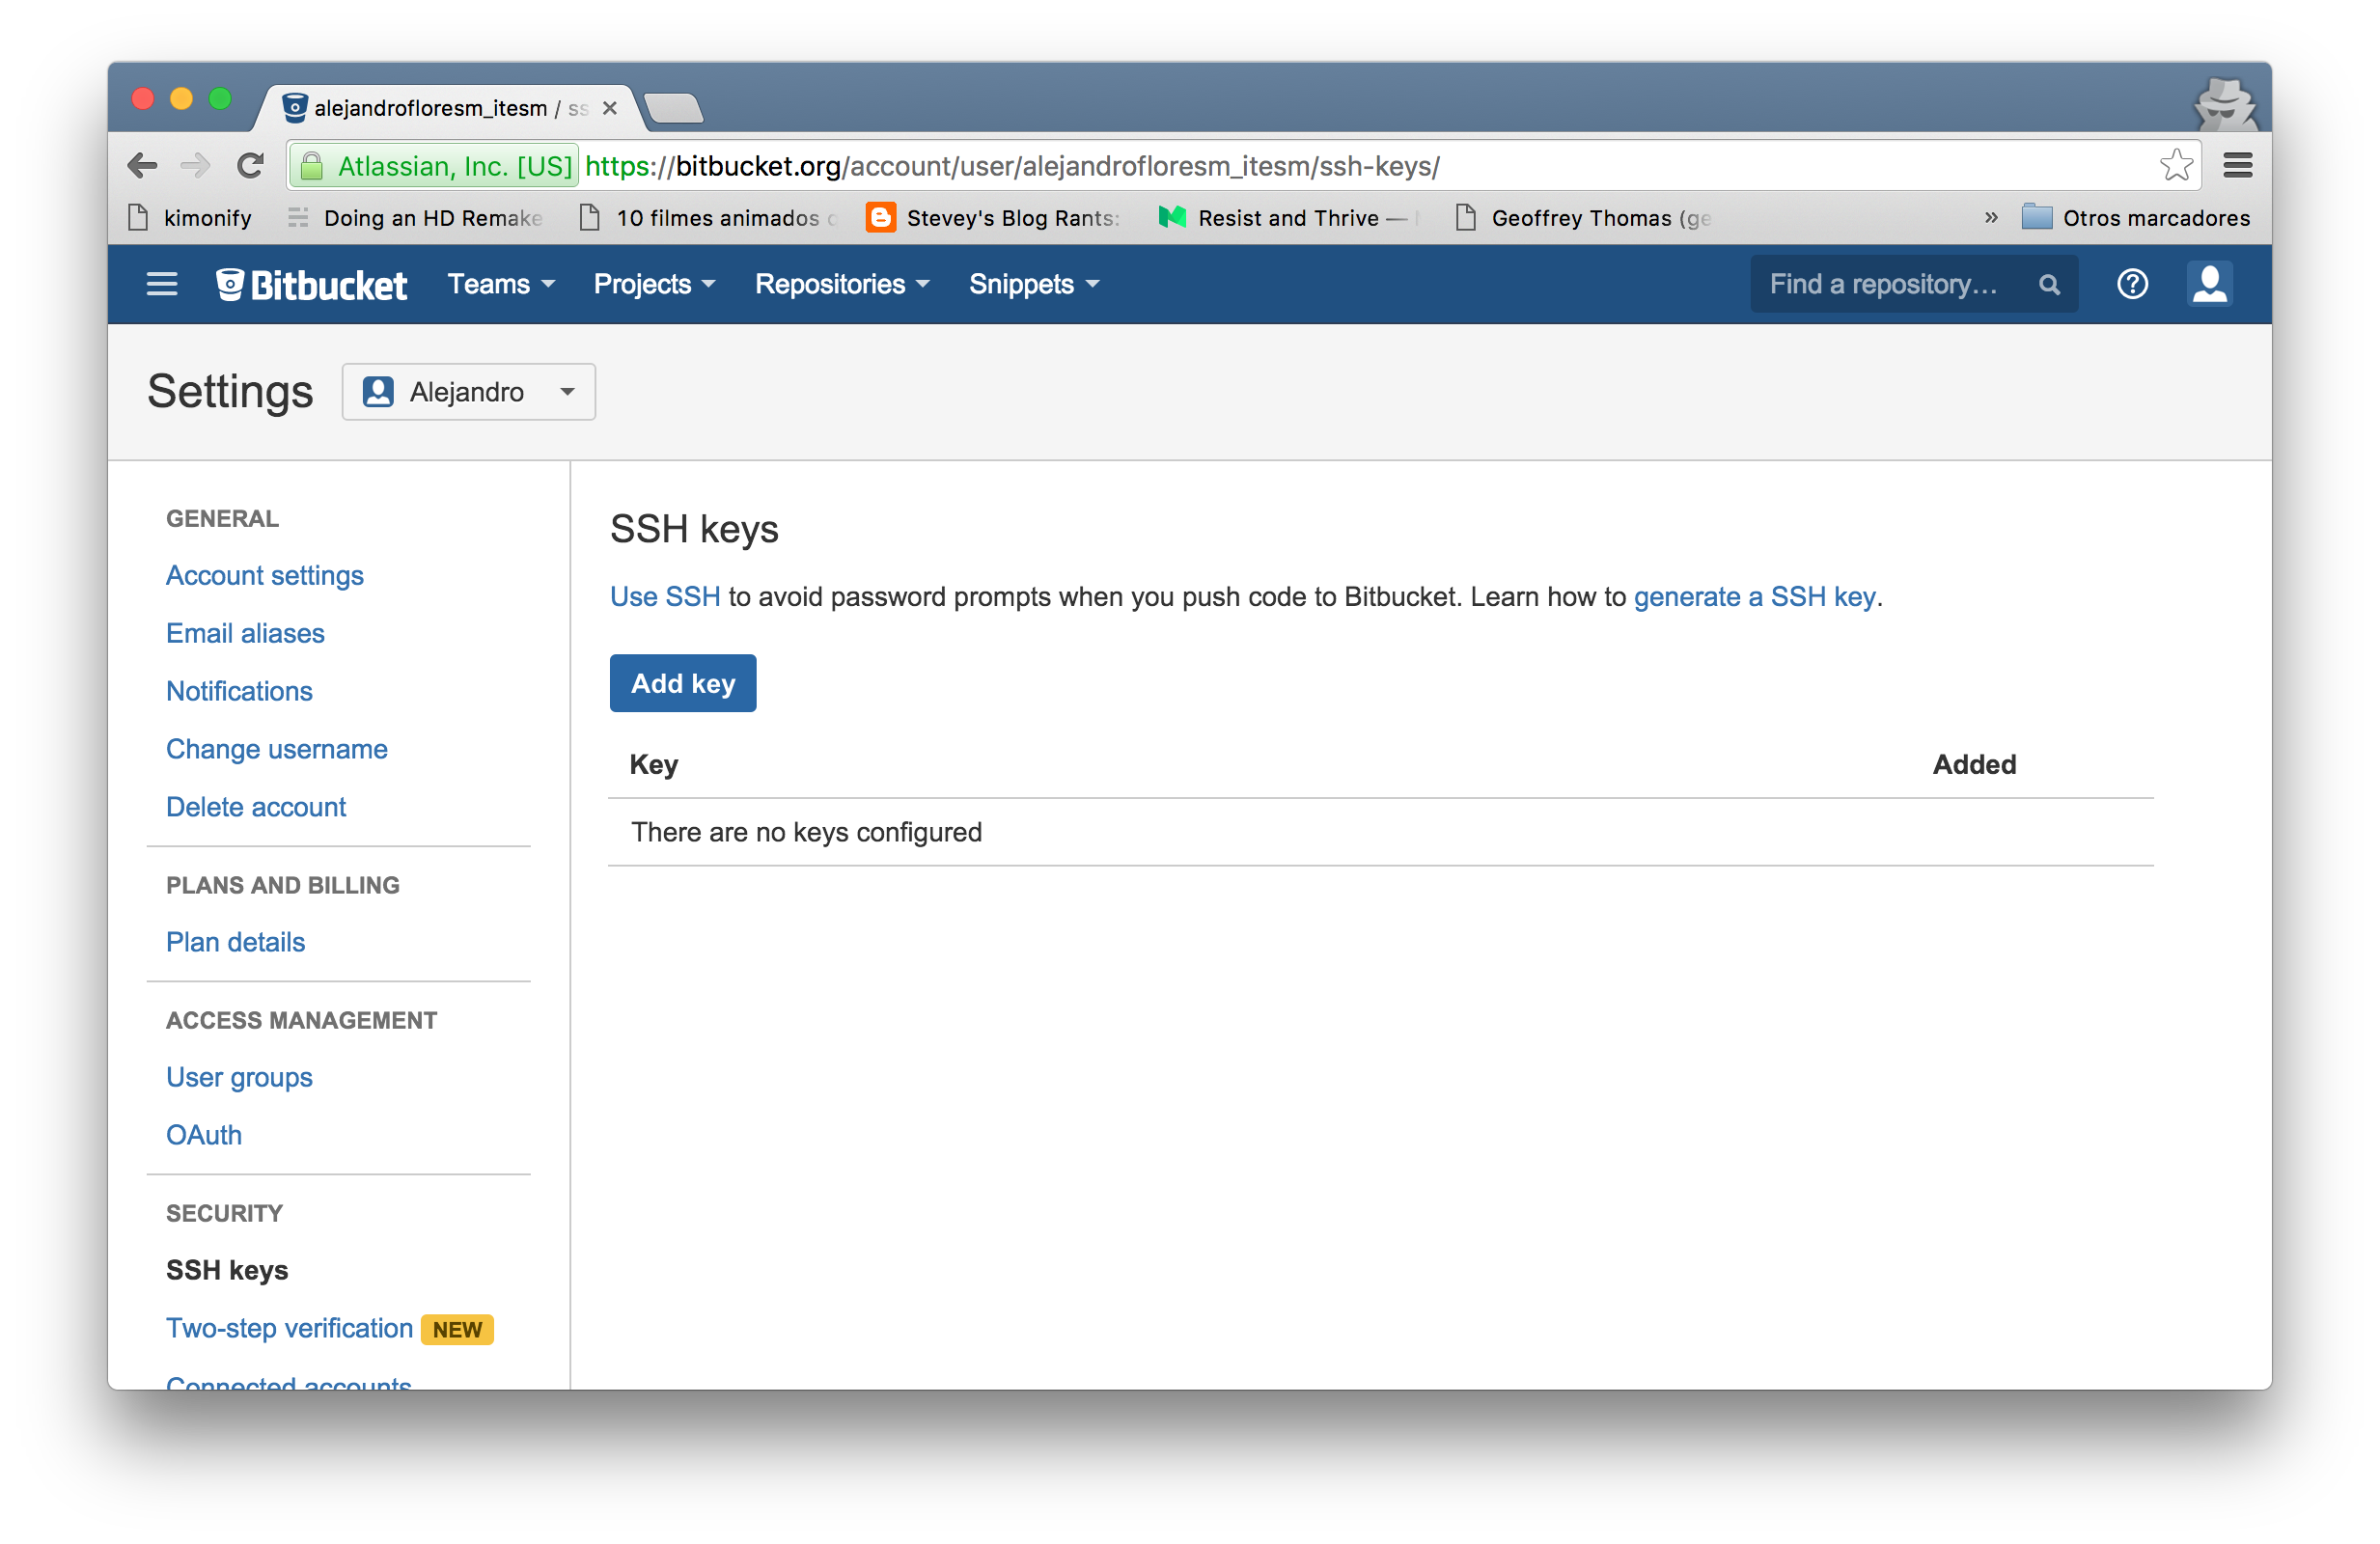 alejandrofloresm_itesm / ss
Atlassian, Inc. [US] https://bitbucket.org/account/user/alejandrofloresm_itesm/ssh-keys/
kimonify Doing an HD Remake 10 filmes animados Stevey's Blog Rants: Resist and Thrive — Geoffrey Thomas (ge » Otros marcadores
Bitbucket Teams Projects Repositories Snippets Find a repository...
Settings Alejandro
GENERAL
Account settings
Email aliases
Notifications
Change username
Delete account
PLANS AND BILLING
Plan details
ACCESS MANAGEMENT
User groups
OAuth
SECURITY
SSH keys
Two-step verification NEW
Connected accounts
SSH keys
Use SSH to avoid password prompts when you push code to Bitbucket. Learn how to generate a SSH key.
Add key
Key Added
There are no keys configured